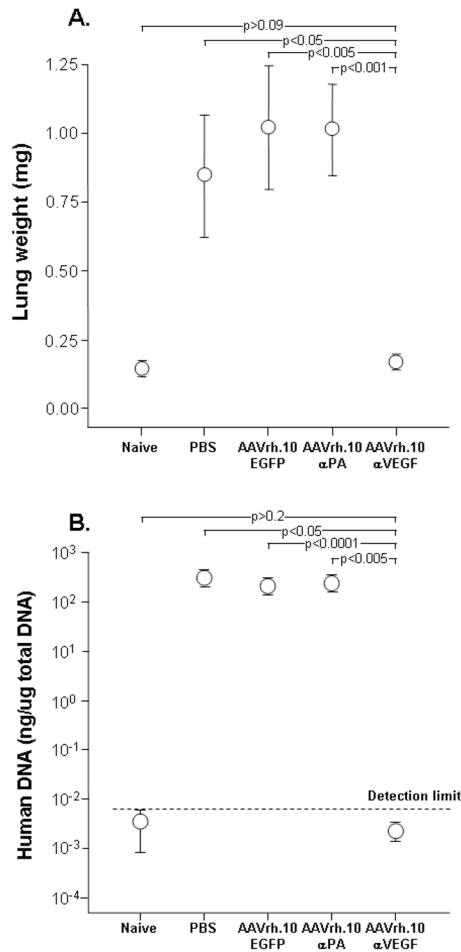 A.
p>0.09
p<0.05
p<0.005
p<0.001
Lung weight (mg)
1.25
1.00
0.75
0.50
0.25
0.00
Naive PBS AAVrh.10 AAVrh.10 AAVrh.10
EGFP αPA αVEGF
B.
p>0.2
p<0.05
p<0.0001
p<0.005
Human DNA (ng/ug total DNA)
10³
10²
10¹
10⁰
10⁻¹
10⁻²
10⁻³
10⁻⁴
Detection limit
Naive PBS AAVrh.10 AAVrh.10 AAVrh.10
EGFP αPA αVEGF